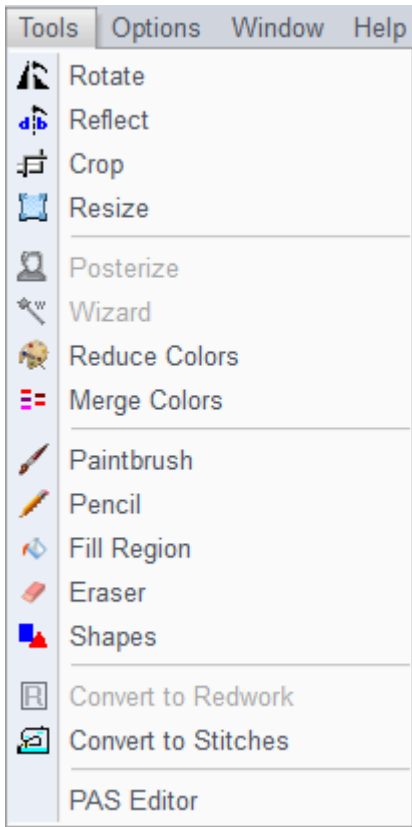 Tools Options Window Help
Rotate
Reflect
Crop
Resize
Posterize
Wizard
Reduce Colors
Merge Colors
Paintbrush
Pencil
Fill Region
Eraser
Shapes
Convert to Redwork
Convert to Stitches
PAS Editor